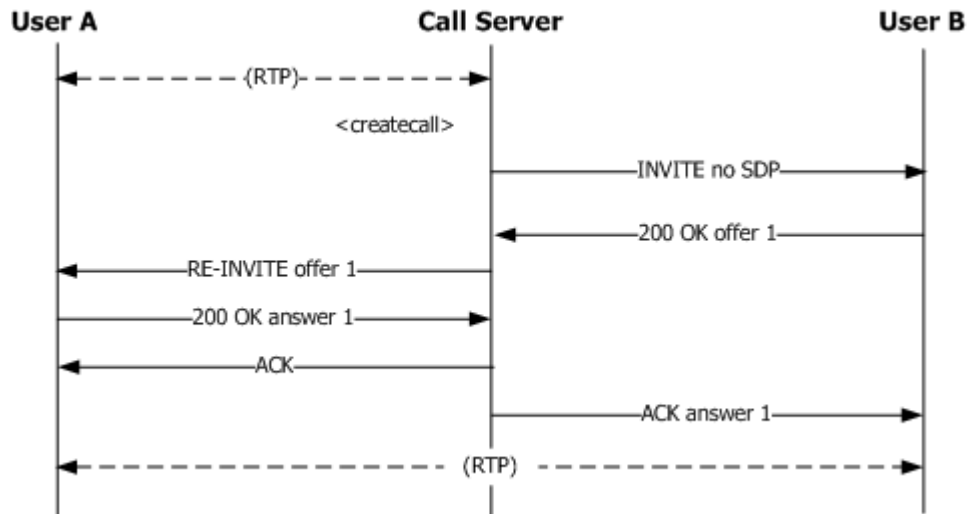 User A
Call Server
User B
(RTP)
<createcall>
INVITE no SDP
200 OK offer 1
RE-INVITE offer 1
200 OK answer 1
ACK
ACK answer 1
(RTP)